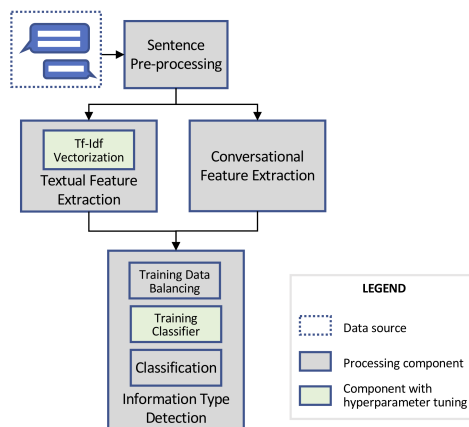 Sentence
Pre-processing
Tf-Idf
Vectorization
Textual Feature
Extraction
Conversational
Feature Extraction
Training Data
Balancing
Training
Classifier
Classification
Information Type
Detection
LEGEND
Data source
Processing component
Component with
hyperparameter tuning